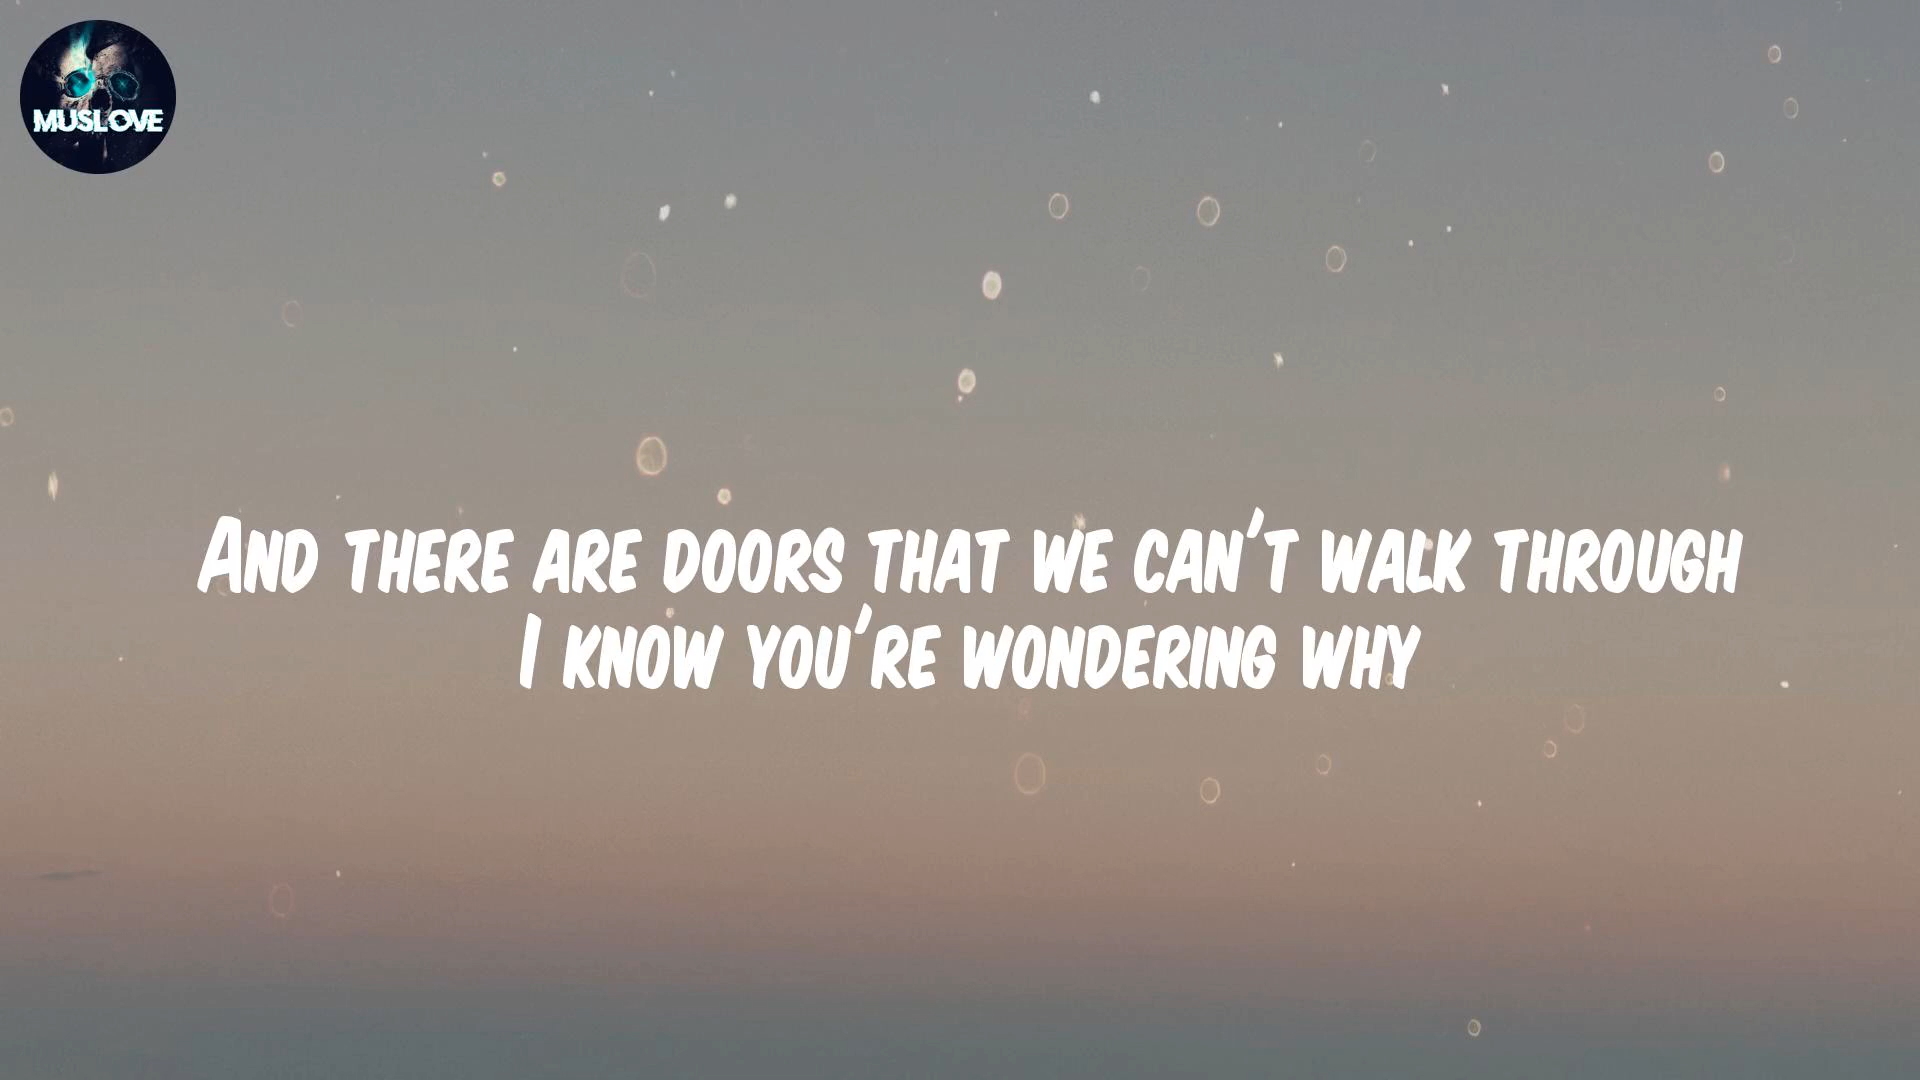 MUSLOVE
And there are doors that we can't walk through
I know you're wondering why